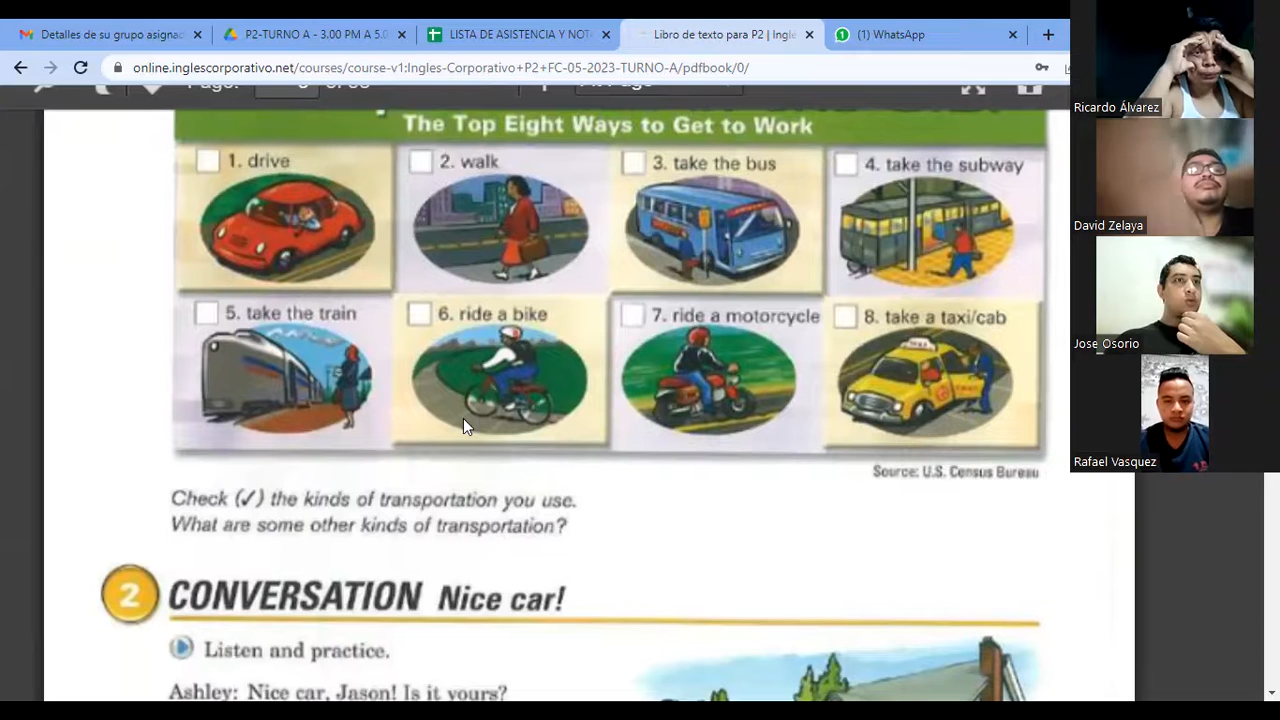 Detalles de su grupo asignac
P2-TURNO A - 3.00 PM A 5.0
LISTA DE ASISTENCIA Y NOT
Libro de texto para P2 | Ingle
(1) WhatsApp
online.inglescorporativo.net/courses/course-v1:Ingles-Corporativo+P2+FC-05-2023-TURNO-A/pdfbook/0/
The Top Eight Ways to Get to Work
1. drive
2. walk
3. take the bus
4. take the subway
5. take the train
6. ride a bike
7. ride a motorcycle
8. take a taxi/cab
Source: U.S. Census Bureau
Check (✓) the kinds of transportation you use.
What are some other kinds of transportation?
2 CONVERSATION Nice car!
Listen and practice.
Ashley: Nice car, Jason! Is it yours?
Ricardo Álvarez
David Zelaya
Jose Osorio
Rafael Vasquez